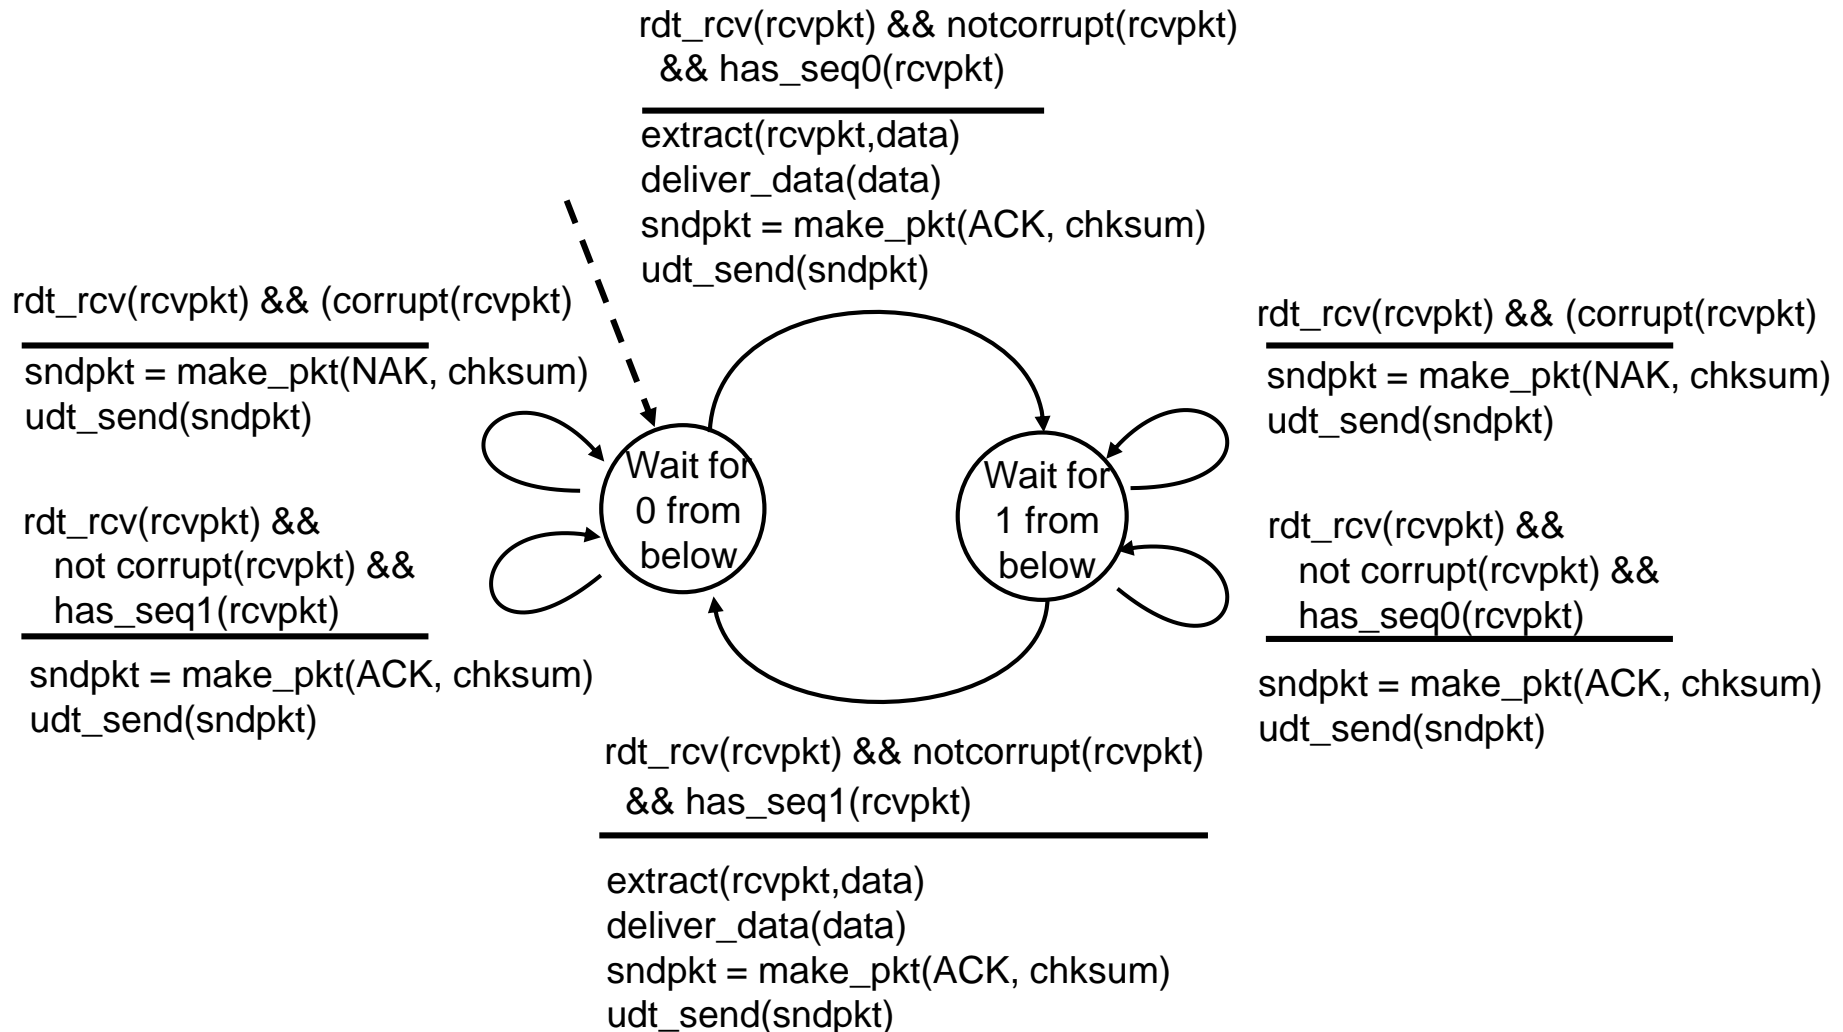 rdt_rcv(rcvpkt) && notcorrupt(rcvpkt)
&& has_seq0(rcvpkt)
extract(rcvpkt,data)
deliver_data(data)
sndpkt = make_pkt(ACK, chksum)
udt_send(sndpkt)
rdt_rcv(rcvpkt) && (corrupt(rcvpkt)
sndpkt = make_pkt(NAK, chksum)
udt_send(sndpkt)
rdt_rcv(rcvpkt) &&
not corrupt(rcvpkt) &&
has_seq1(rcvpkt)
sndpkt = make_pkt(ACK, chksum)
udt_send(sndpkt)
Wait for
0 from
below
Wait for
1 from
below
rdt_rcv(rcvpkt) && (corrupt(rcvpkt)
sndpkt = make_pkt(NAK, chksum)
udt_send(sndpkt)
rdt_rcv(rcvpkt) &&
not corrupt(rcvpkt) &&
has_seq0(rcvpkt)
sndpkt = make_pkt(ACK, chksum)
udt_send(sndpkt)
rdt_rcv(rcvpkt) && notcorrupt(rcvpkt)
&& has_seq1(rcvpkt)
extract(rcvpkt,data)
deliver_data(data)
sndpkt = make_pkt(ACK, chksum)
udt_send(sndpkt)